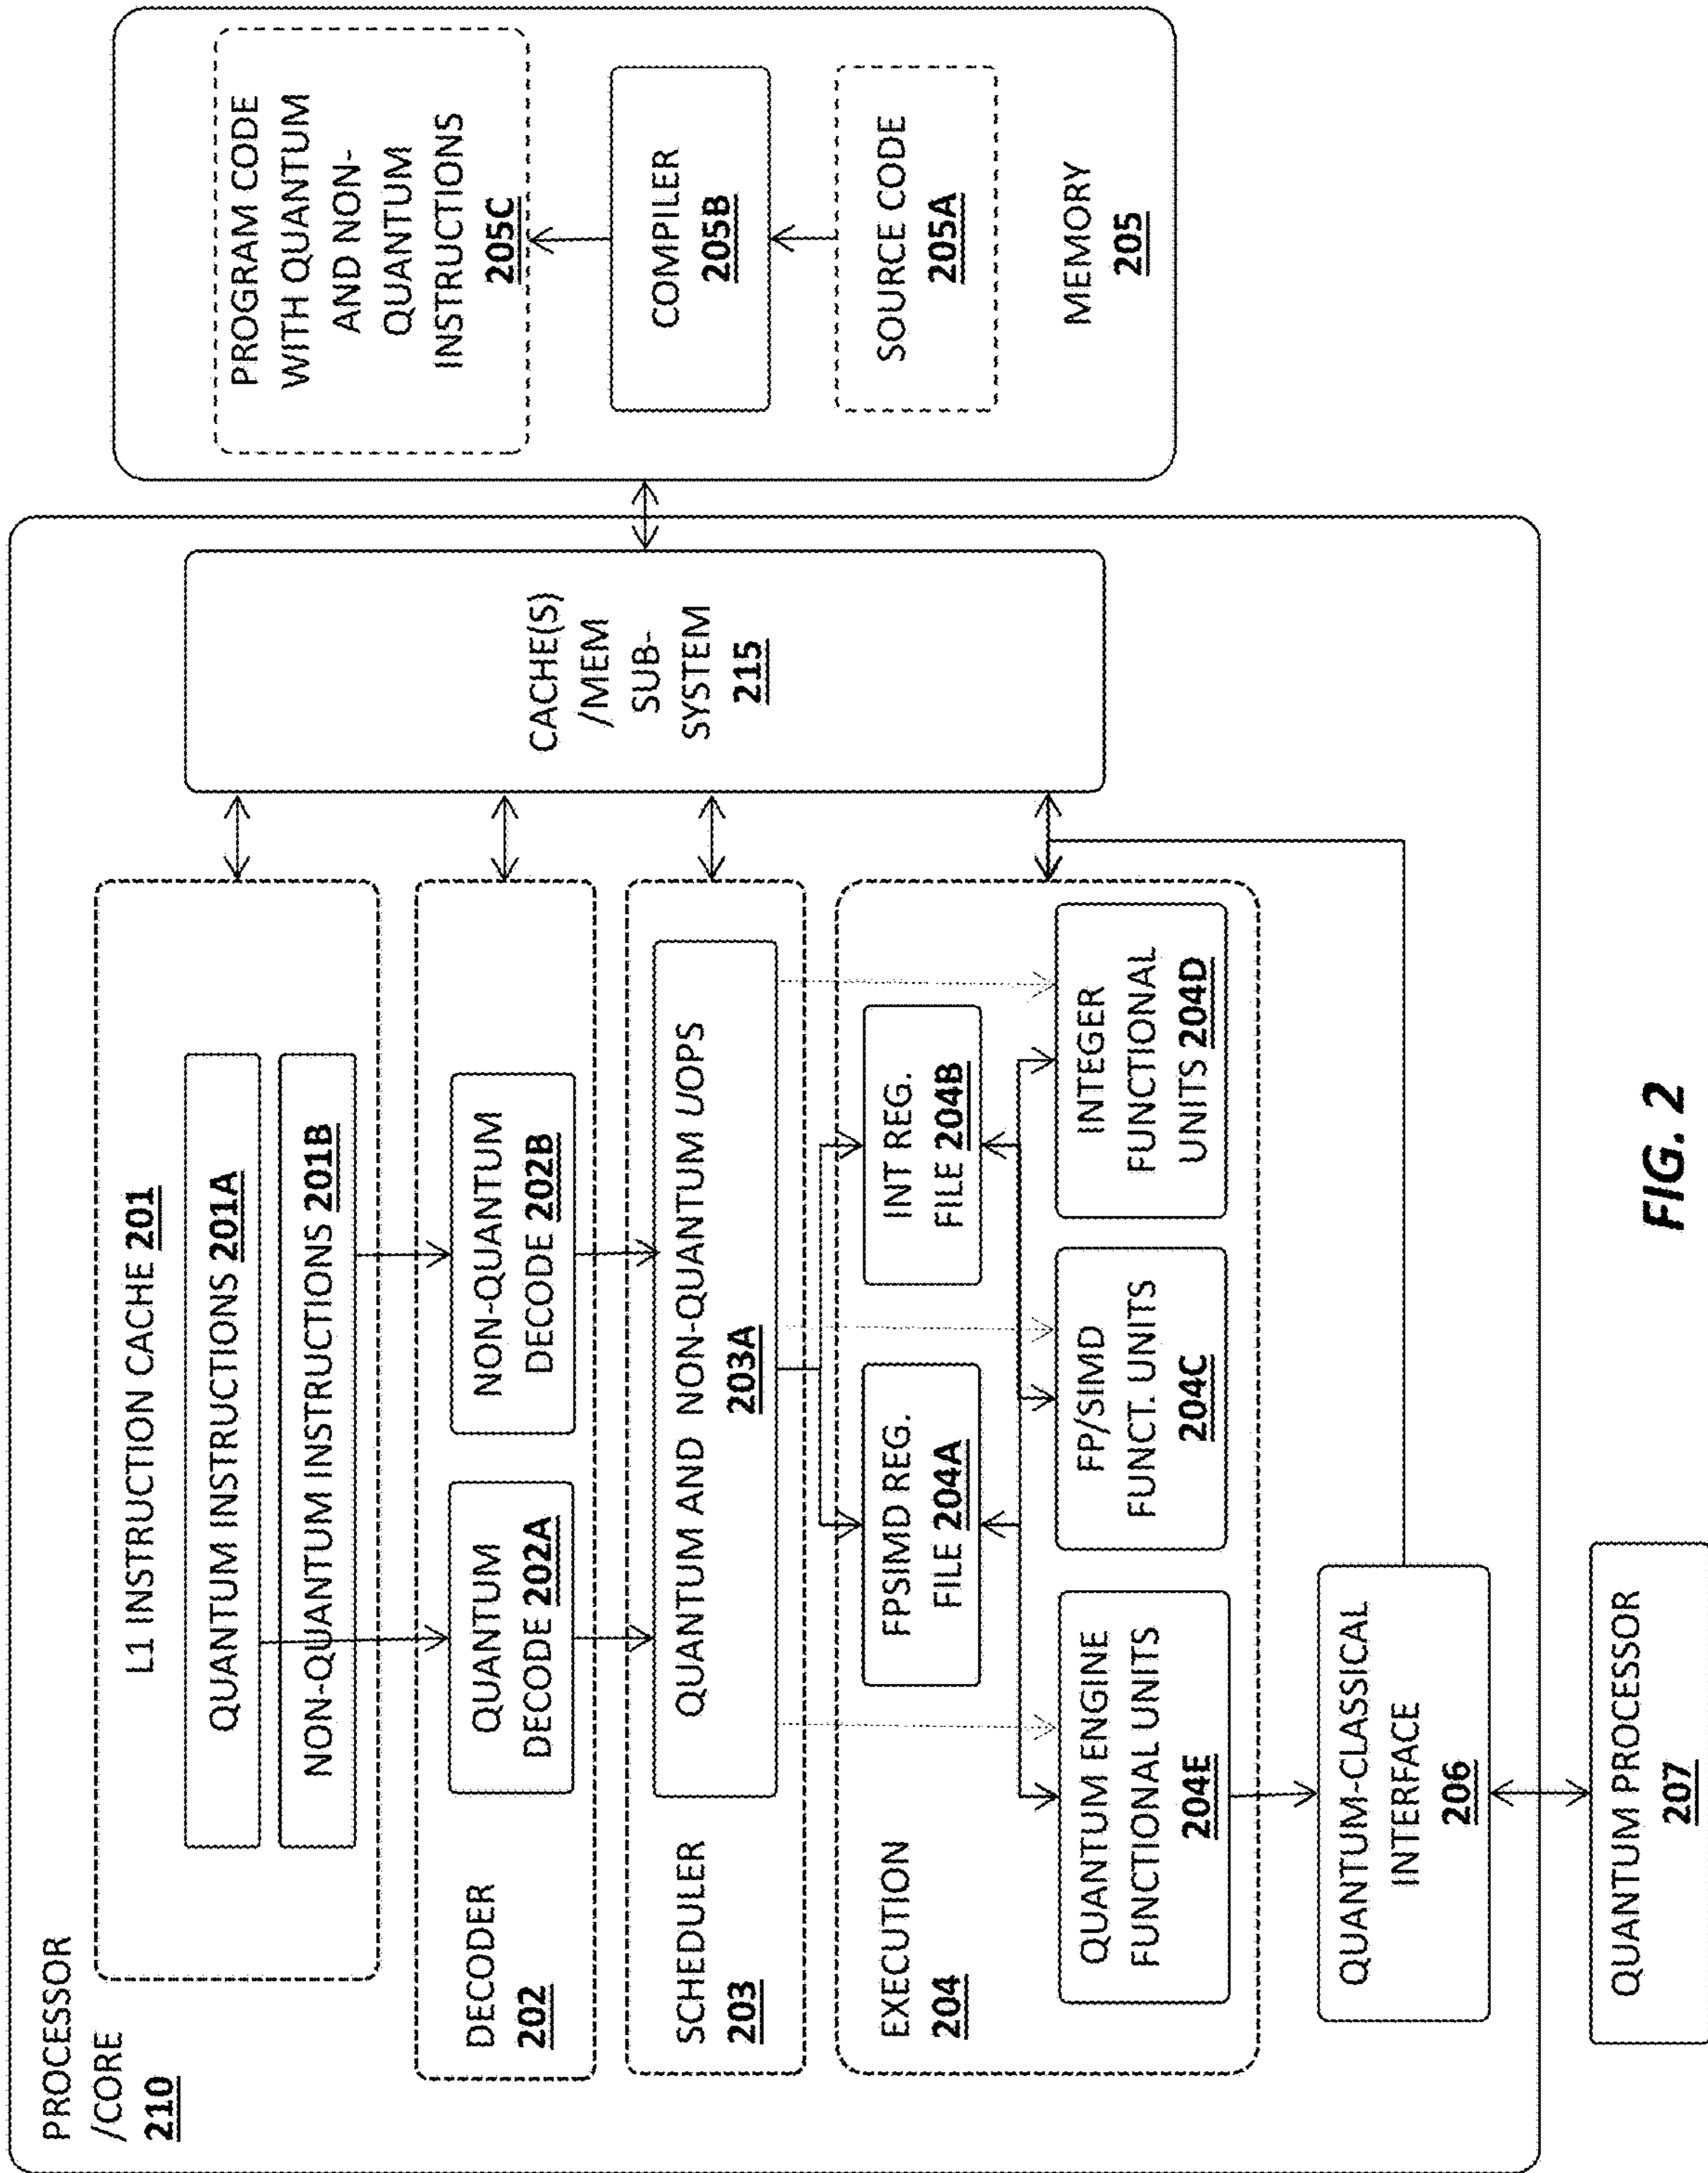 PROCESSOR
/CORE
210
L1 INSTRUCTION CACHE 201
QUANTUM INSTRUCTIONS 201A
NON-QUANTUM INSTRUCTIONS 201B
DECODER
202
QUANTUM
DECODE 202A
NON-QUANTUM
DECODE 202B
SCHEDULER
203
QUANTUM AND NON-QUANTUM UOPS
203A
EXECUTION
204
FPSIMD REG.
FILE 204A
INT REG.
FILE 204B
QUANTUM ENGINE
FUNCTIONAL UNITS
204E
FP/SIMD
FUNCT. UNITS
204C
INTEGER
FUNCTIONAL
UNITS 204D
QUANTUM-CLASSICAL
INTERFACE
206
QUANTUM PROCESSOR
207
CACHE(S)
/MEM
SUB-
SYSTEM
215
PROGRAM CODE
WITH QUANTUM
AND NON-
QUANTUM
INSTRUCTIONS
205C
COMPILER
205B
SOURCE CODE
205A
MEMORY
205
FIG. 2